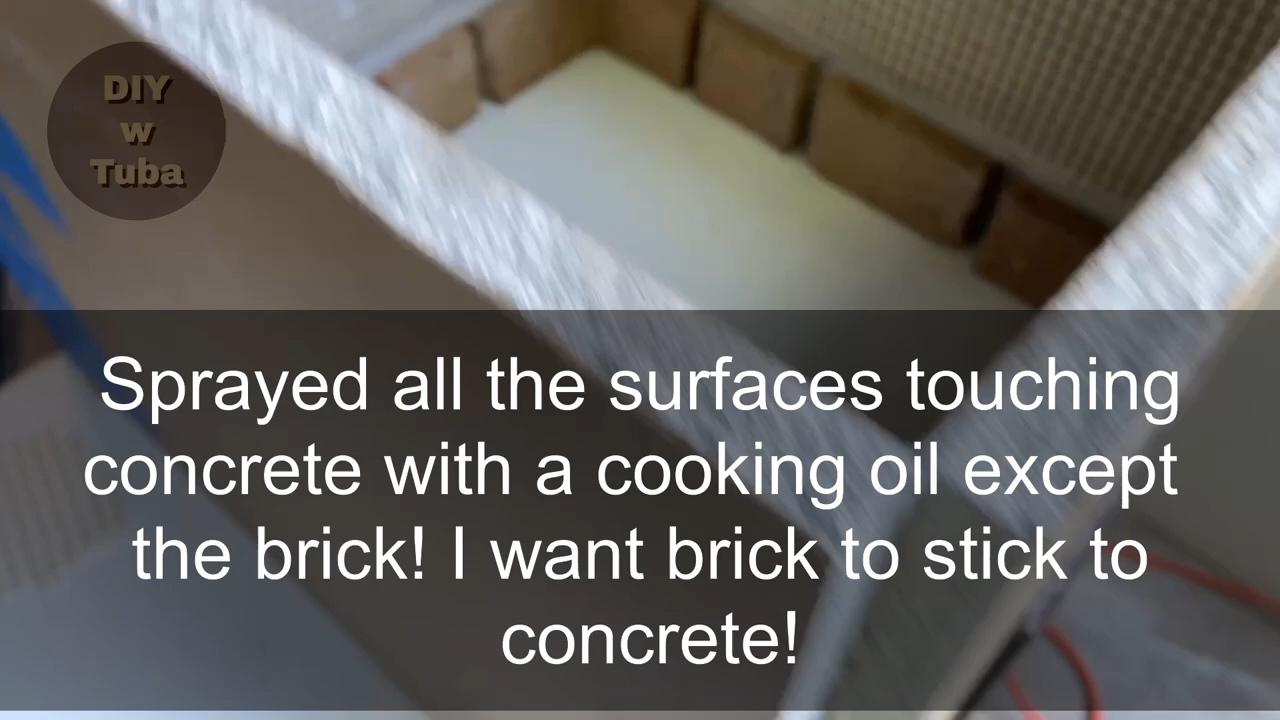 DIY
w
Tuba
Sprayed all the surfaces touching
concrete with a cooking oil except
the brick! I want brick to stick to
concrete!